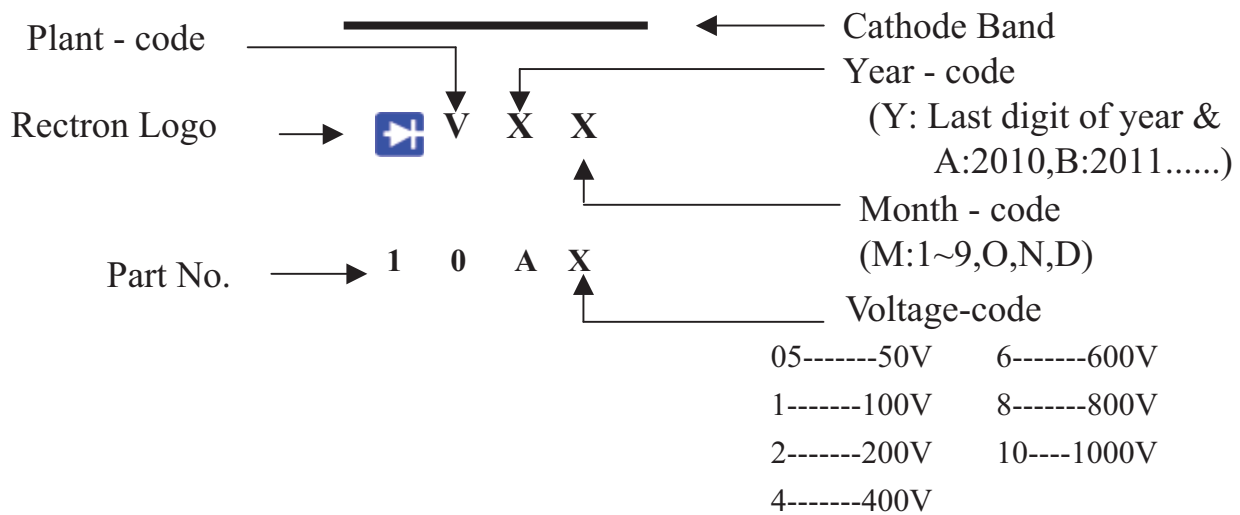 Plant - code
Cathode Band
Year - code
(Y: Last digit of year &
A:2010,B:2011......)
Rectron Logo
V X X
Month - code
(M:1~9,O,N,D)
Part No.
1 0 A X
Voltage-code
05-------50V 6-------600V
1-------100V 8-------800V
2-------200V 10----1000V
4-------400V